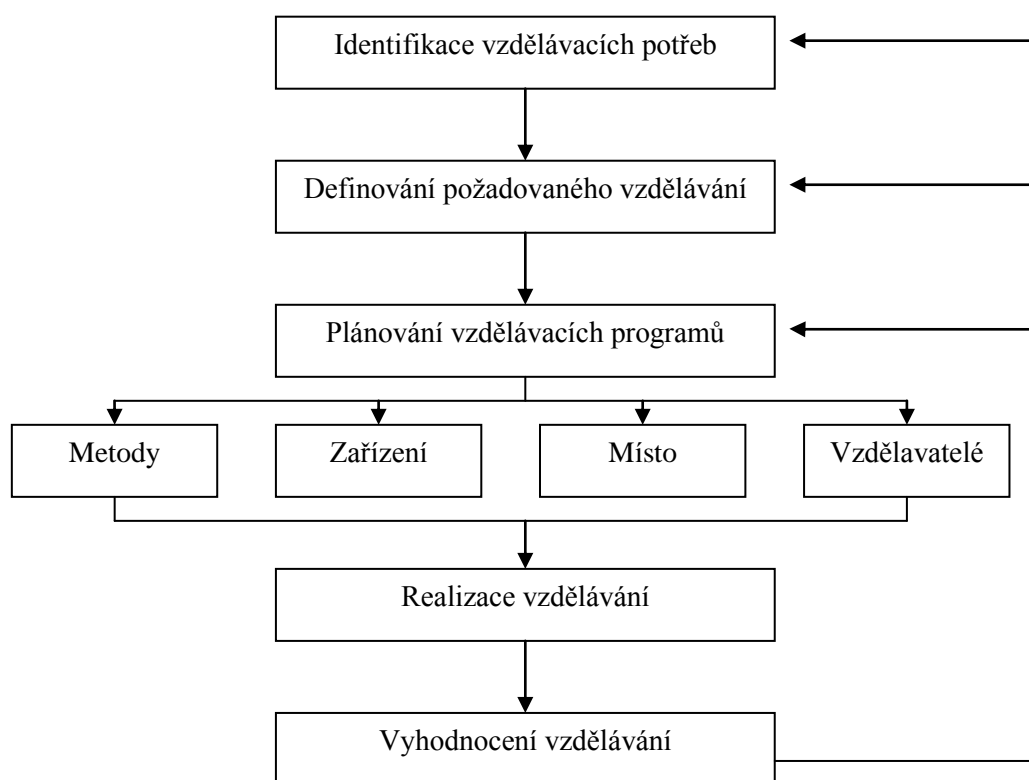 Identifikace vzdělávacích potřeb
Definování požadovaného vzdělávání
Plánování vzdělávacích programů
Metody
Zařízení
Místo
Vzdělavatelé
Realizace vzdělávání
Vyhodnocení vzdělávání